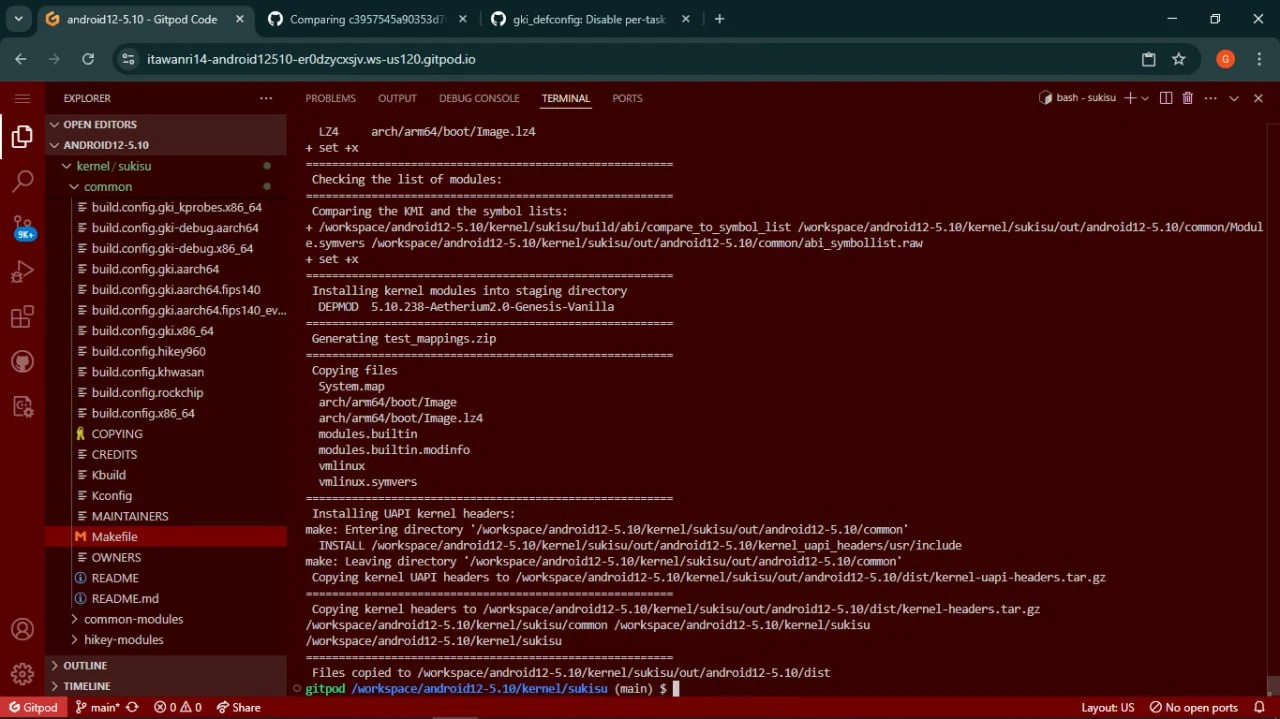 android12-5.10 - Gitpod Code
Comparing c3957545a90353d7
gki_defconfig: Disable per-task
itawanri14-android12510-er0dzycxsjv.ws-us120.gitpod.io
G
EXPLORER
OPEN EDITORS
ANDROID12-5.10
kernel / sukisu
common
build.config.gki_kprobes.x86_64
build.config.gki-debug.aarch64
build.config.gki-debug.x86_64
build.config.gki.aarch64
build.config.gki.aarch64.fips140
build.config.gki.aarch64.fips140_ev...
build.config.gki.x86_64
build.config.hikey960
build.config.khwasan
build.config.rockchip
build.config.x86_64
COPYING
CREDITS
Kbuild
Kconfig
MAINTAINERS
Makefile
OWNERS
README
README.md
common-modules
hikey-modules
OUTLINE
TIMELINE
9K+
PROBLEMS OUTPUT DEBUG CONSOLE TERMINAL PORTS
bash - sukisu
LZ4 arch/arm64/boot/Image.lz4
+ set +x
========================================================
Checking the list of modules:
========================================================
Comparing the KMI and the symbol lists:
+ /workspace/android12-5.10/kernel/sukisu/build/abi/compare_to_symbol_list /workspace/android12-5.10/kernel/sukisu/out/android12-5.10/common/Modul
e.symvers /workspace/android12-5.10/kernel/sukisu/out/android12-5.10/common/abi_symbollist.raw
+ set +x
========================================================
Installing kernel modules into staging directory
DEPMOD 5.10.238-Aetherium2.0-Genesis-Vanilla
========================================================
Generating test_mappings.zip
========================================================
Copying files
System.map
arch/arm64/boot/Image
arch/arm64/boot/Image.lz4
modules.builtin
modules.builtin.modinfo
vmlinux
vmlinux.symvers
========================================================
Installing UAPI kernel headers:
make: Entering directory '/workspace/android12-5.10/kernel/sukisu/out/android12-5.10/common'
INSTALL /workspace/android12-5.10/kernel/sukisu/out/android12-5.10/kernel_uapi_headers/usr/include
make: Leaving directory '/workspace/android12-5.10/kernel/sukisu/out/android12-5.10/common'
Copying kernel UAPI headers to /workspace/android12-5.10/kernel/sukisu/out/android12-5.10/dist/kernel-uapi-headers.tar.gz
========================================================
Copying kernel headers to /workspace/android12-5.10/kernel/sukisu/out/android12-5.10/dist/kernel-headers.tar.gz
/workspace/android12-5.10/kernel/sukisu/common /workspace/android12-5.10/kernel/sukisu
/workspace/android12-5.10/kernel/sukisu
========================================================
Files copied to /workspace/android12-5.10/kernel/sukisu/out/android12-5.10/dist
gitpod /workspace/android12-5.10/kernel/sukisu (main) $
Gitpod main* 0 0 Share Layout: US No open ports